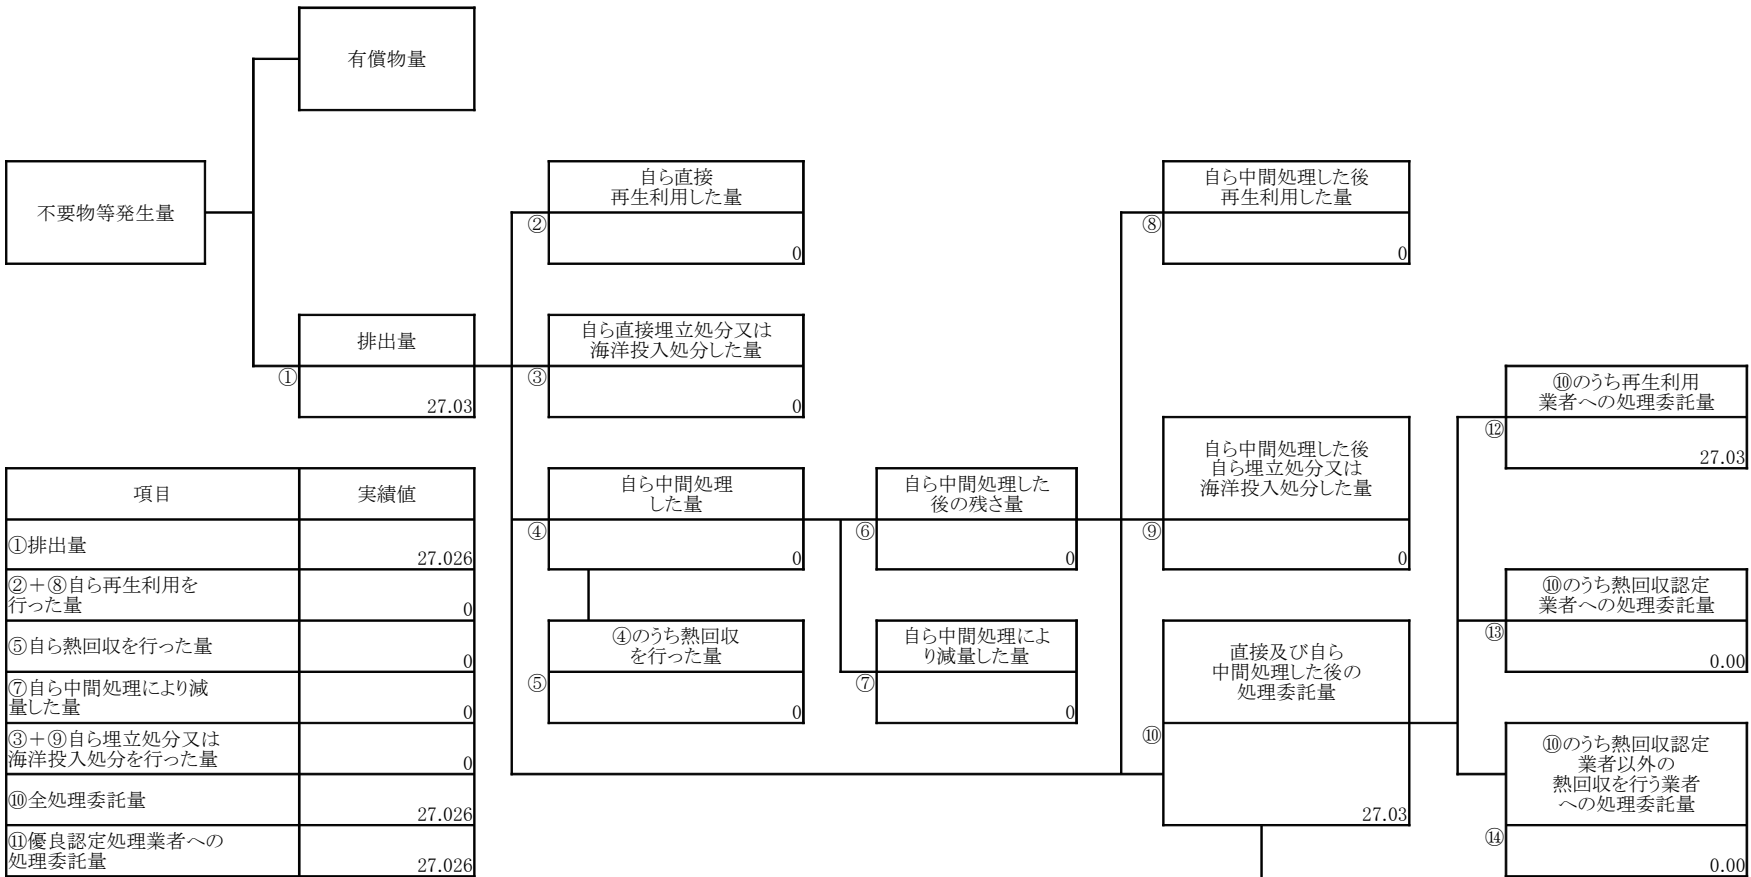 有償物量
不要物等発生量
自ら直接
再生利用した量
②
0
自ら中間処理した後
再生利用した量
⑧
0
排出量
①
27.03
自ら直接埋立処分又は
海洋投入処分した量
③
0
⑩のうち再生利用
業者への処理委託量
⑫
27.03
自ら中間処理
した量
④
0
自ら中間処理した
後の残さ量
⑥
0
自ら中間処理した後
自ら埋立処分又は
海洋投入処分した量
⑨
0
⑩のうち熱回収認定
業者への処理委託量
⑬
0.00
④のうち熱回収
を行った量
⑤
0
自ら中間処理によ
り減量した量
⑦
0
直接及び自ら
中間処理した後の
処理委託量
⑩
27.03
⑩のうち熱回収認定
業者以外の
熱回収を行う業者
への処理委託量
⑭
0.00
項目 実績値
①排出量 27.026
②+⑧自ら再生利用を
行った量 0
⑤自ら熱回収を行った量 0
⑦自ら中間処理により減
量した量 0
③+⑨自ら埋立処分又は
海洋投入処分を行った量 0
⑩全処理委託量 27.026
⑪優良認定処理業者への
処理委託量 27.026